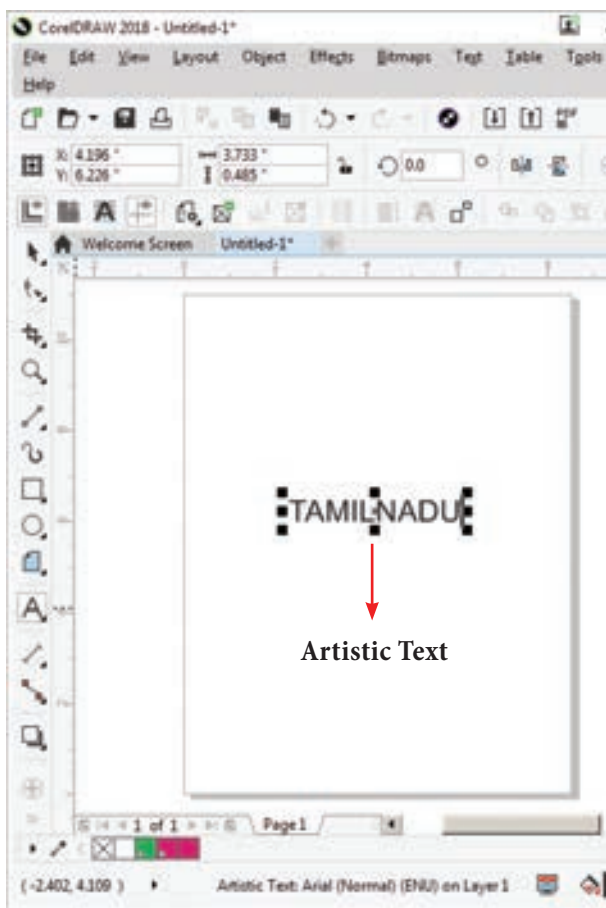 CorelDRAW 2018 - Untitled-1*
File Edit View Layout Object Effects Bitmaps Text Table Tools
Help
X: 4.196 " 3.733 " 0.0
Y: 6.226 " 0.485 "
Welcome Screen Untitled-1*
TAMILNADU
Artistic Text
1 of 1 Page 1
(-2.402, 4.109 ) Artistic Text: Arial (Normal) (ENU) on Layer 1